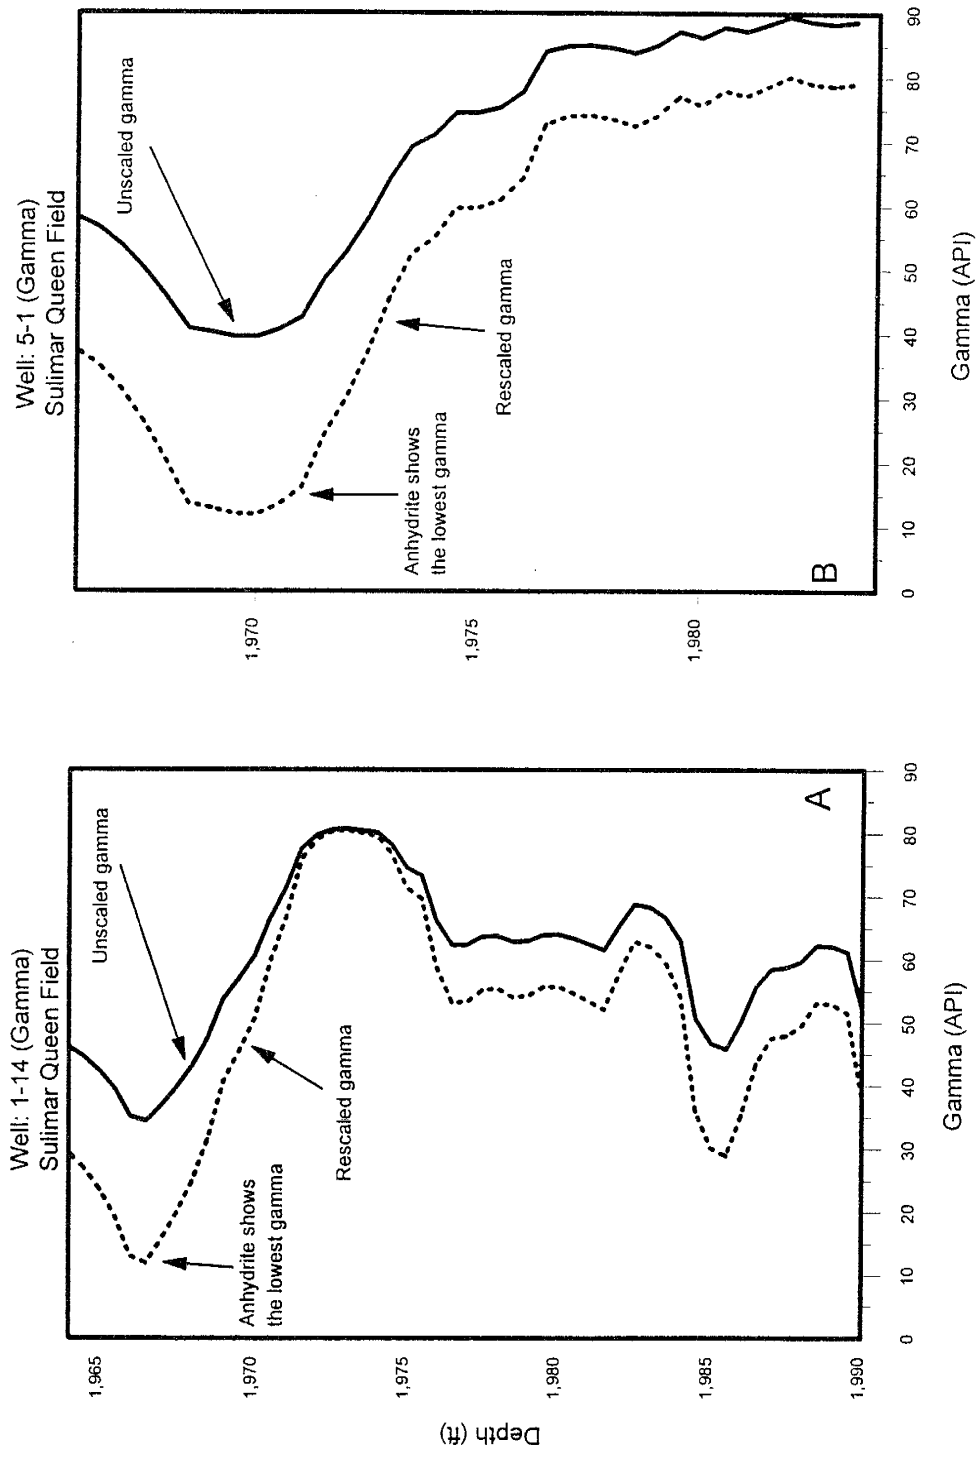 Well: 1-14 (Gamma)
Sulimar Queen Field
Unscaled gamma
Rescaled gamma
Anhydrite shows
the lowest gamma
A
1,965
1,970
1,975
1,980
1,985
1,990
Depth (ft)
0
10
20
30
40
50
60
70
80
90
Gamma (API)
Well: 5-1 (Gamma)
Sulimar Queen Field
Unscaled gamma
Rescaled gamma
Anhydrite shows
the lowest gamma
B
1,970
1,975
1,980
0
10
20
30
40
50
60
70
80
90
Gamma (API)